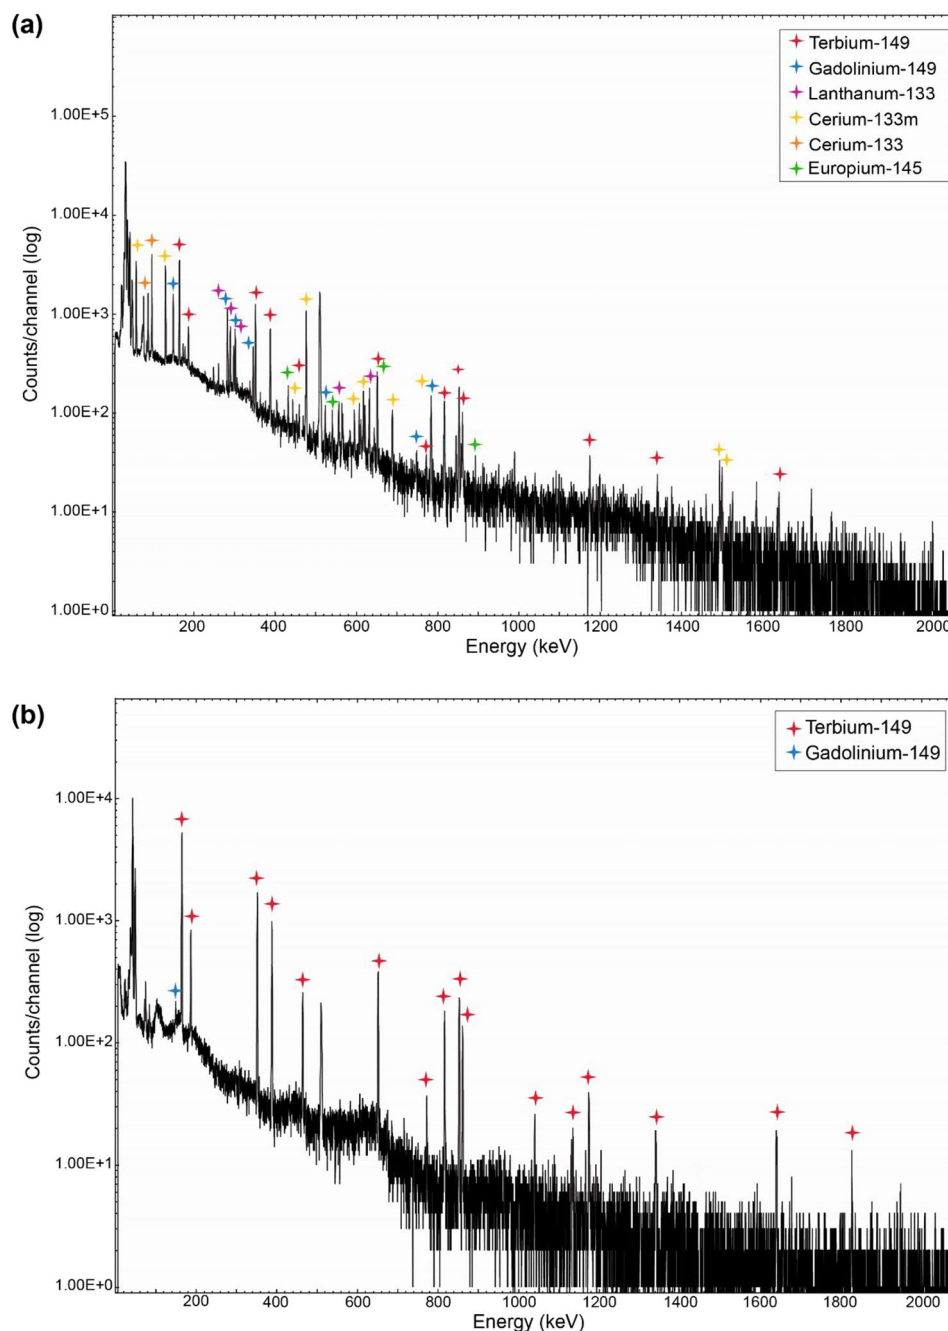 (a)
Terbium-149
Gadolinium-149
Lanthanum-133
Cerium-133m
Cerium-133
Europium-145
1.00E+5
1.00E+4
1.00E+3
1.00E+2
1.00E+1
1.00E+0
Counts/channel (log)
200 400 600 800 1000 1200 1400 1600 1800 2000
Energy (keV)
(b)
Terbium-149
Gadolinium-149
1.00E+4
1.00E+3
1.00E+2
1.00E+1
1.00E+0
Counts/channel (log)
200 400 600 800 1000 1200 1400 1600 1800 2000
Energy (keV)